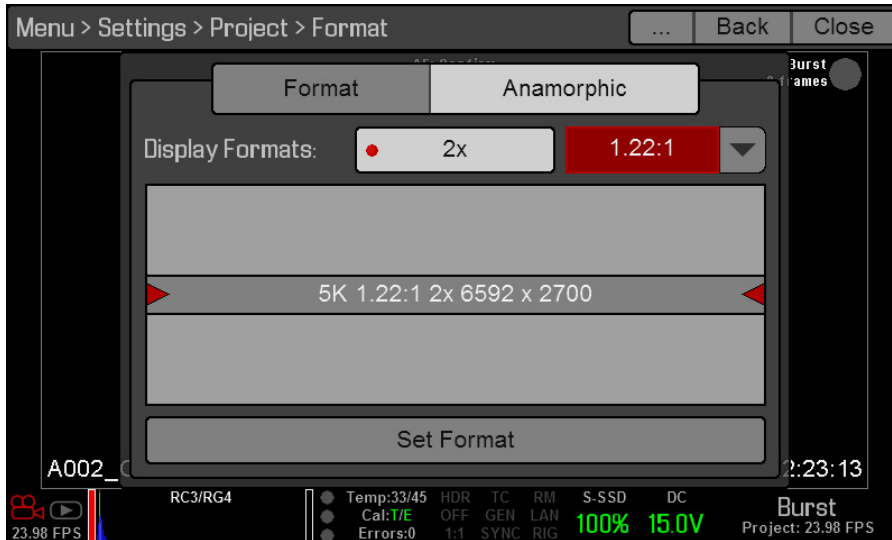 Menu > Settings > Project > Format ... Back Close
Burst
Format Anamorphic
Display Formats: 2x 1.22:1
5K 1.22:1 2x 6592 x 2700
Set Format
A002_ 2:23:13
RC3/RG4 Temp:33/45 HDR TC RM S-SSD DC Burst
Cal:T/E OFF GEN LAN 100% 15.0V Project: 23.98 FPS
23.98 FPS Errors:0 1:1 SYNC RIG